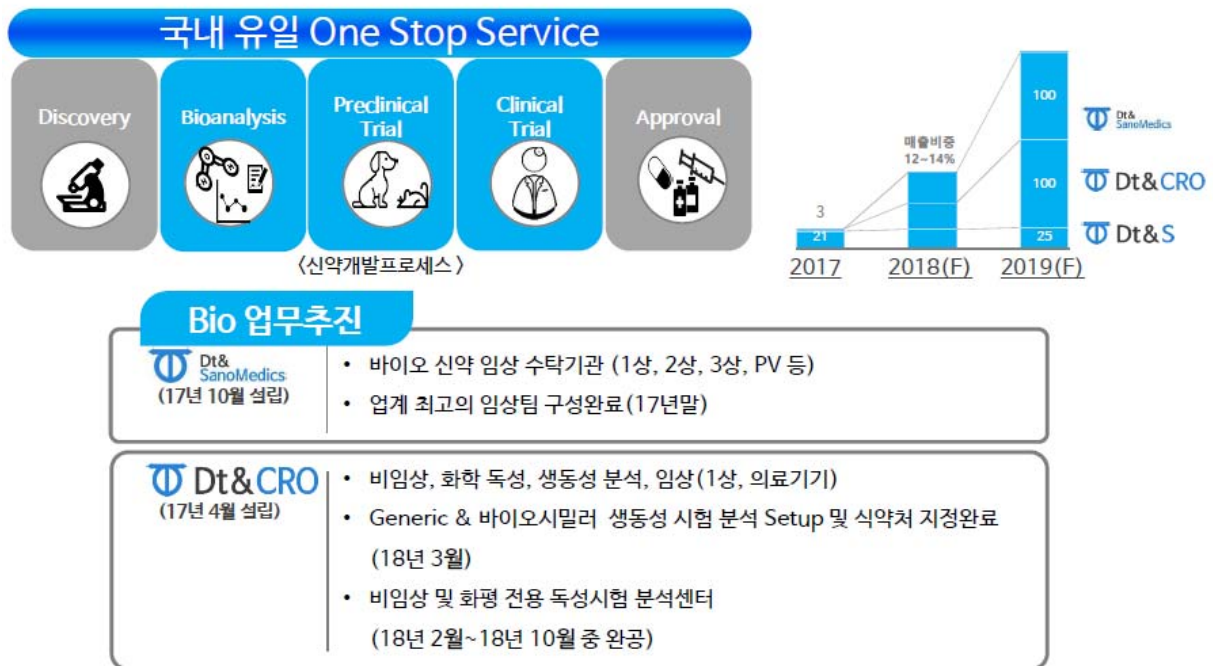 국내 유일 One Stop Service
Discovery
Bioanalysis
Preclinical
Trial
Clinical
Trial
Approval
<신약개발프로세스 >
3
21
매출비중
12~14%
100
100
25
2017
2018(F)
2019(F)
Dt&
SanoMedics
Dt&CRO
Dt&S
Bio 업무추진
Dt&
SanoMedics
(17년 10월 설립)
• 바이오 신약 임상 수탁기관 (1상, 2상, 3상, PV 등)
• 업계 최고의 임상팀 구성완료(17년말)
Dt&CRO
(17년 4월 설립)
• 비임상, 화학 독성, 생동성 분석, 임상(1상, 의료기기)
• Generic & 바이오시밀러 생동성 시험 분석 Setup 및 식약처 지정완료
(18년 3월)
• 비임상 및 화평 전용 독성시험 분석센터
(18년 2월~18년 10월 중 완공)